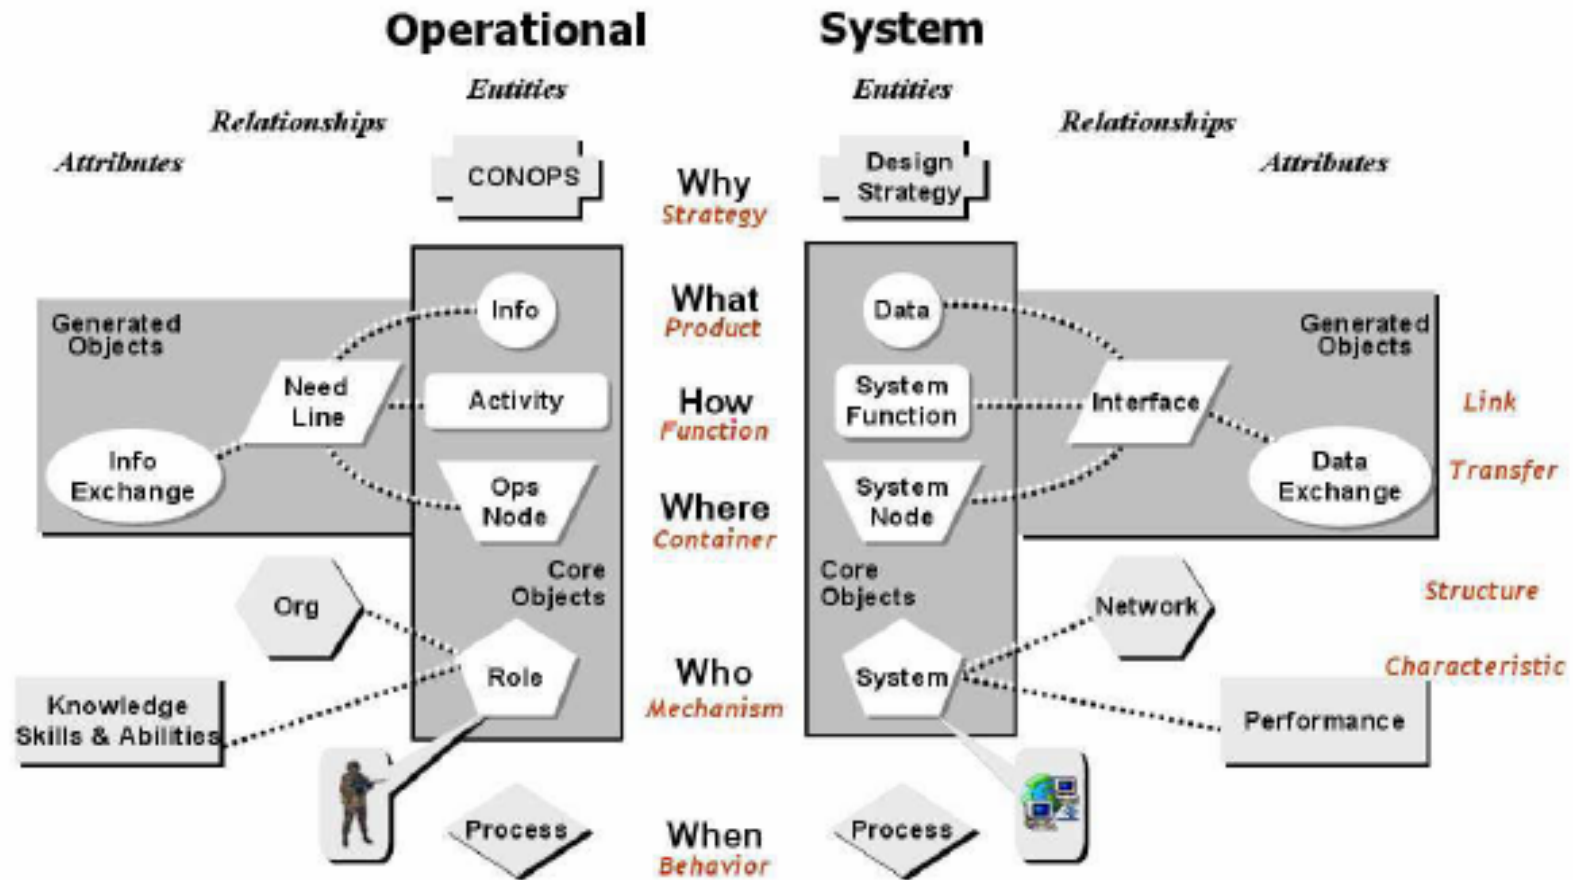 Operational
System
Entities
Entities
Relationships
Relationships
Attributes
Attributes
CONOPS
Why
Strategy
Design
Strategy
Info
What
Product
Data
Generated
Objects
Generated
Objects
Need
Line
Activity
How
Function
System
Function
Interface
Link
Info
Exchange
Ops
Node
Where
Container
System
Node
Data
Exchange
Transfer
Core
Objects
Core
Objects
Org
Network
Structure
Role
Who
Mechanism
System
Characteristic
Knowledge
Skills & Abilities
Performance
Process
When
Behavior
Process